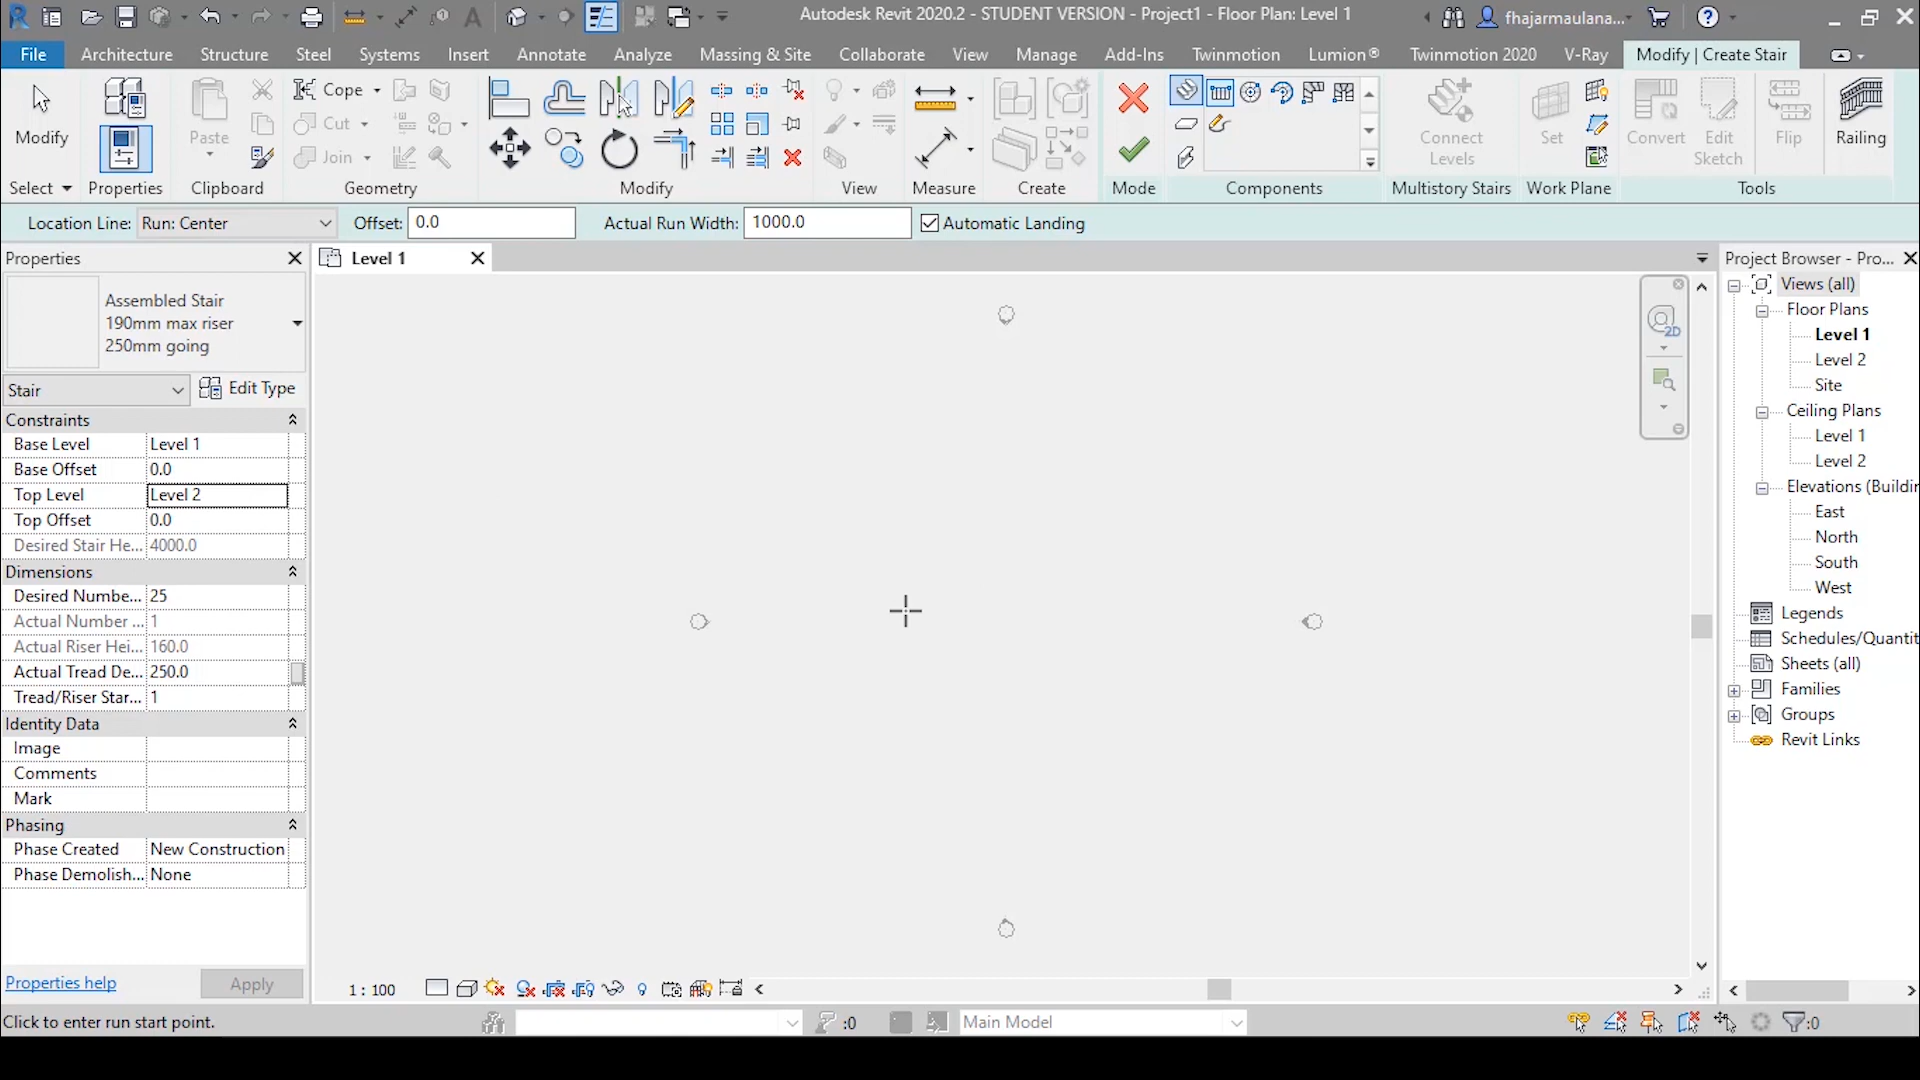 Autodesk Revit 2020.2 - STUDENT VERSION - Project1 - Floor Plan: Level 1
fhajarmaulana...
File Architecture Structure Steel Systems Insert Annotate Analyze Massing & Site Collaborate View Manage Add-Ins Twinmotion Lumion® Twinmotion 2020 V-Ray Modify | Create Stair
Modify
Paste
Cope
Cut
Join
Connect Levels
Set
Convert
Edit Sketch
Flip
Railing
Select Properties Clipboard Geometry Modify View Measure Create Mode Components Multistory Stairs Work Plane Tools
Location Line: Run: Center Offset: 0.0 Actual Run Width: 1000.0 Automatic Landing
Properties
Assembled Stair
190mm max riser
250mm going
Stair Edit Type
Constraints
Base Level Level 1
Base Offset 0.0
Top Level Level 2
Top Offset 0.0
Desired Stair He... 4000.0
Dimensions
Desired Numbe... 25
Actual Number ... 1
Actual Riser Hei... 160.0
Actual Tread De... 250.0
Tread/Riser Star... 1
Identity Data
Image
Comments
Mark
Phasing
Phase Created New Construction
Phase Demolish... None
Properties help Apply
Level 1
2D
1 : 100
Project Browser - Pro...
Views (all)
Floor Plans
Level 1
Level 2
Site
Ceiling Plans
Level 1
Level 2
Elevations (Buildin
East
North
South
West
Legends
Schedules/Quantit
Sheets (all)
Families
Groups
Revit Links
Click to enter run start point.
:0
Main Model
:0